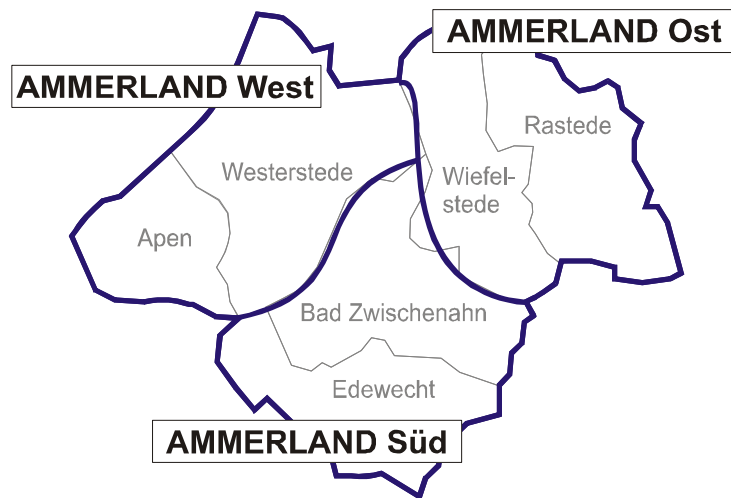 AMMERLAND Ost
AMMERLAND West
Rastede
Westerstede
Wiefel-
stede
Apen
Bad Zwischenahn
Edewecht
AMMERLAND Süd